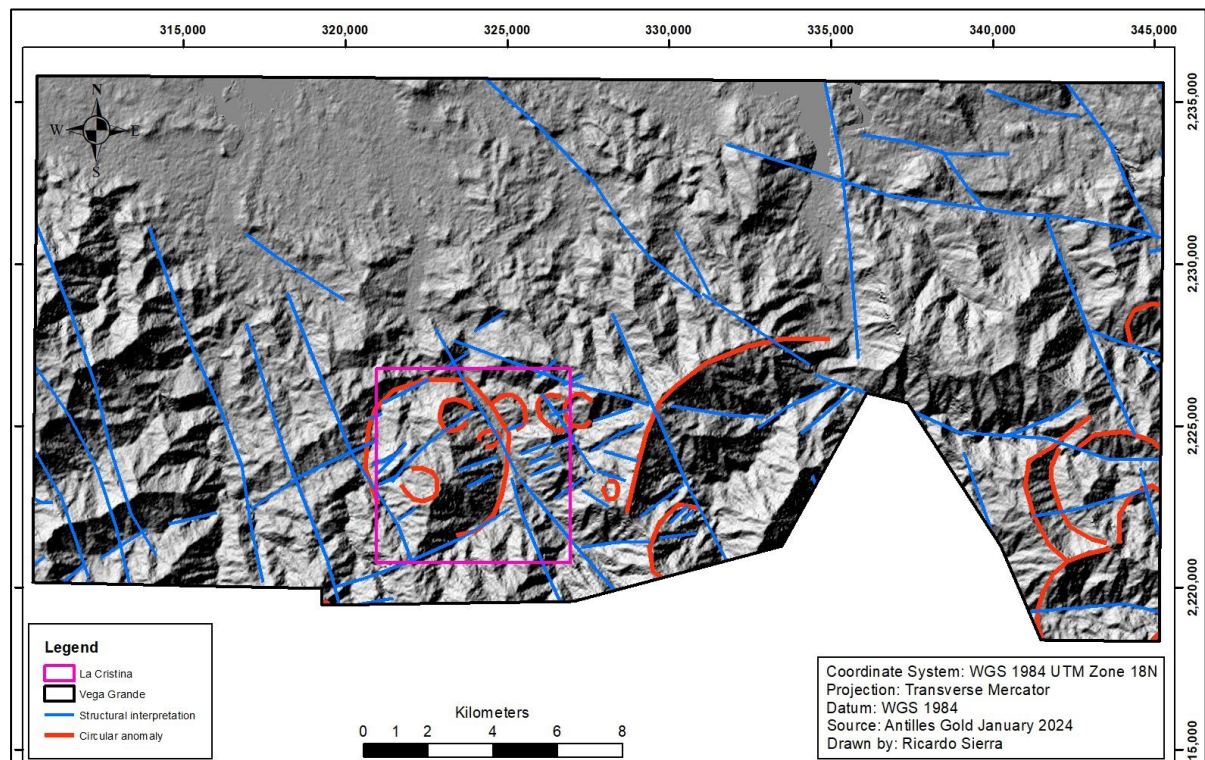 315,000 320,000 325,000 330,000 335,000 340,000 345,000
N
W E
S
2,235,000
2,230,000
2,225,000
2,220,000
15,000
Legend
La Cristina
Vega Grande
Structural interpretation
Circular anomaly
Kilometers
0 1 2 4 6 8
Coordinate System: WGS 1984 UTM Zone 18N
Projection: Transverse Mercator
Datum: WGS 1984
Source: Antilles Gold January 2024
Drawn by: Ricardo Sierra